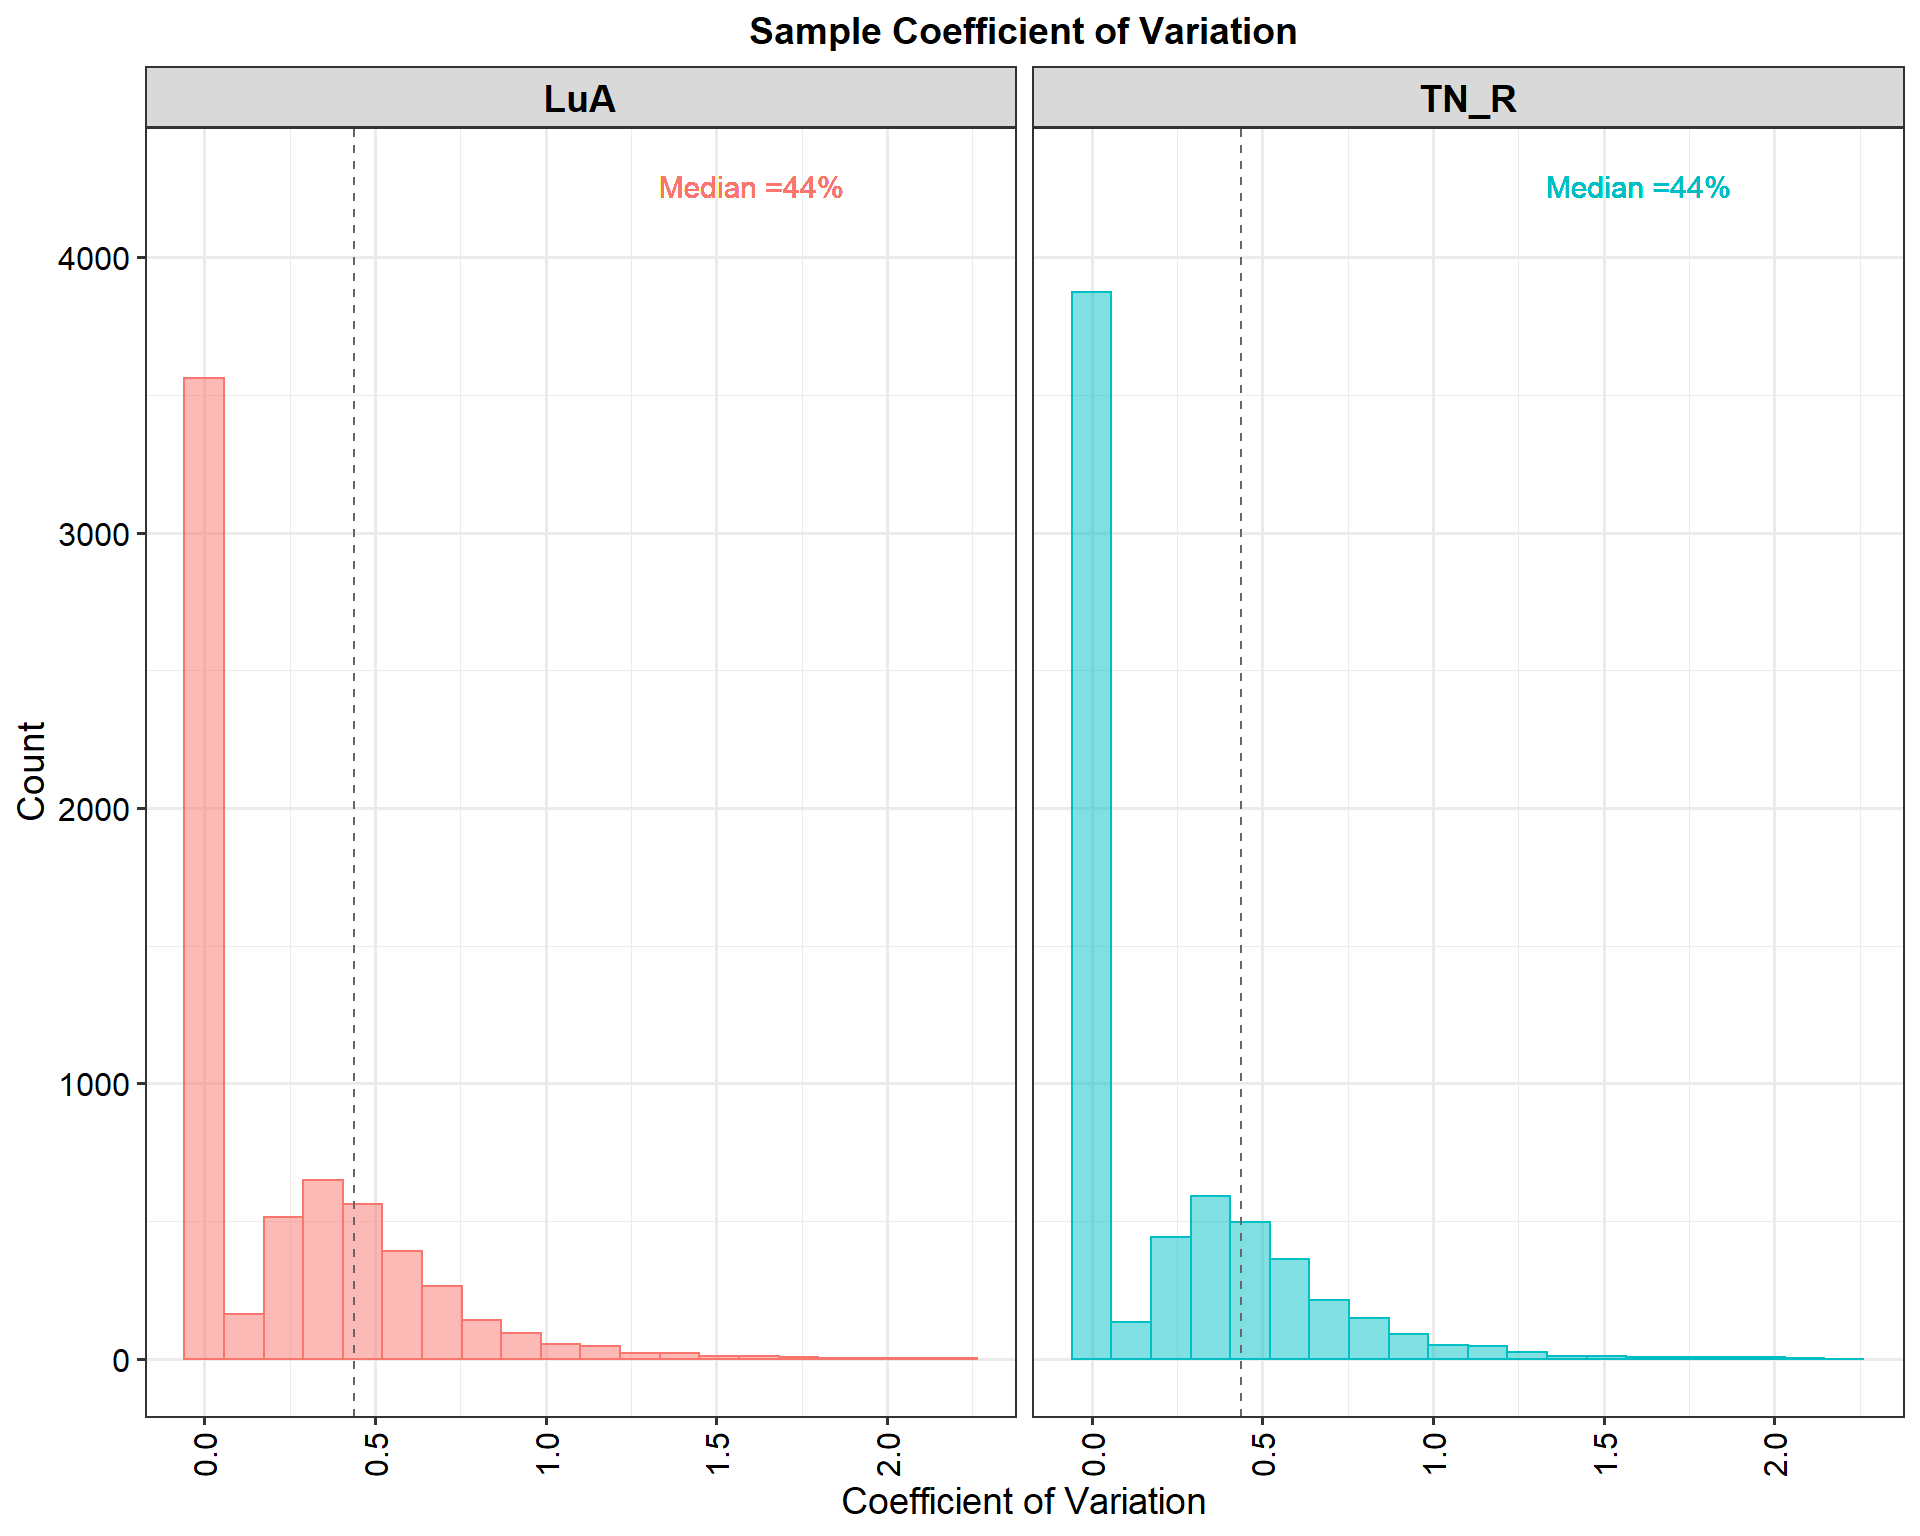 Sample Coefficient of Variation
LuA
TN_R
Median =44%
Median =44%
Count
4000
3000
2000
1000
0
0.0
0.5
1.0
1.5
2.0
0.0
0.5
1.0
1.5
2.0
Coefficient of Variation